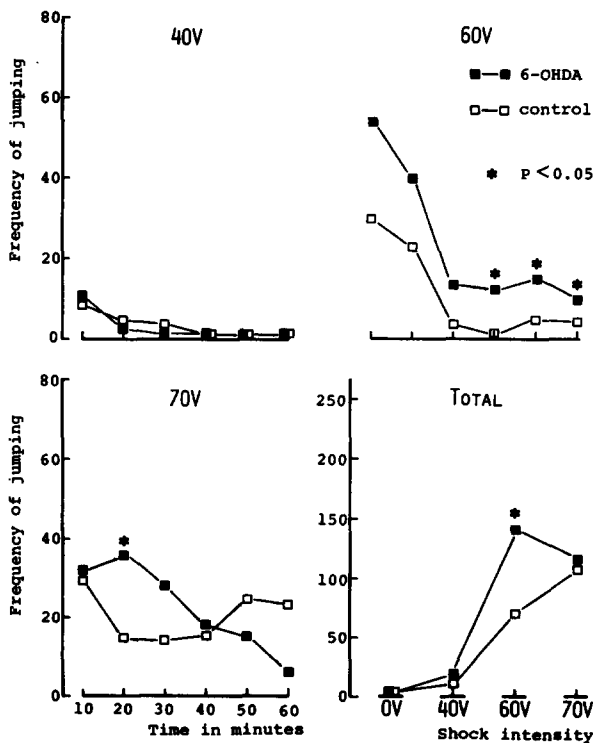 40V
80
60
40
20
0
Frequency of jumping
60V
■—■ 6-OHDA
□—□ control
* P < 0.05
*
*
*
70V
80
60
40
20
0
Frequency of jumping
*
10 20 30 40 50 60
Time in minutes
TOTAL
250
200
150
100
50
0
*
0V 40V 60V 70V
Shock intensity